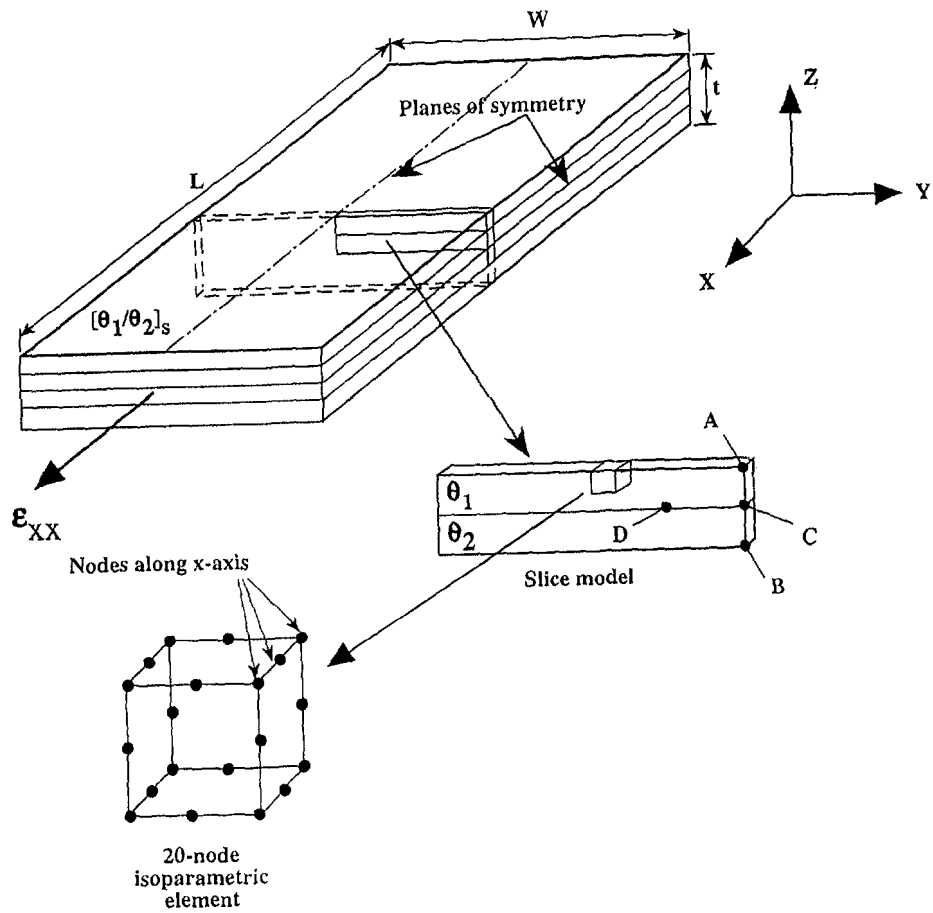 W
t
Z
Planes of symmetry
L
Y
X
[θ₁/θ₂]ₛ
A
θ₁
εXX
D
C
θ₂
Nodes along x-axis
Slice model
B
20-node
isoparametric
element